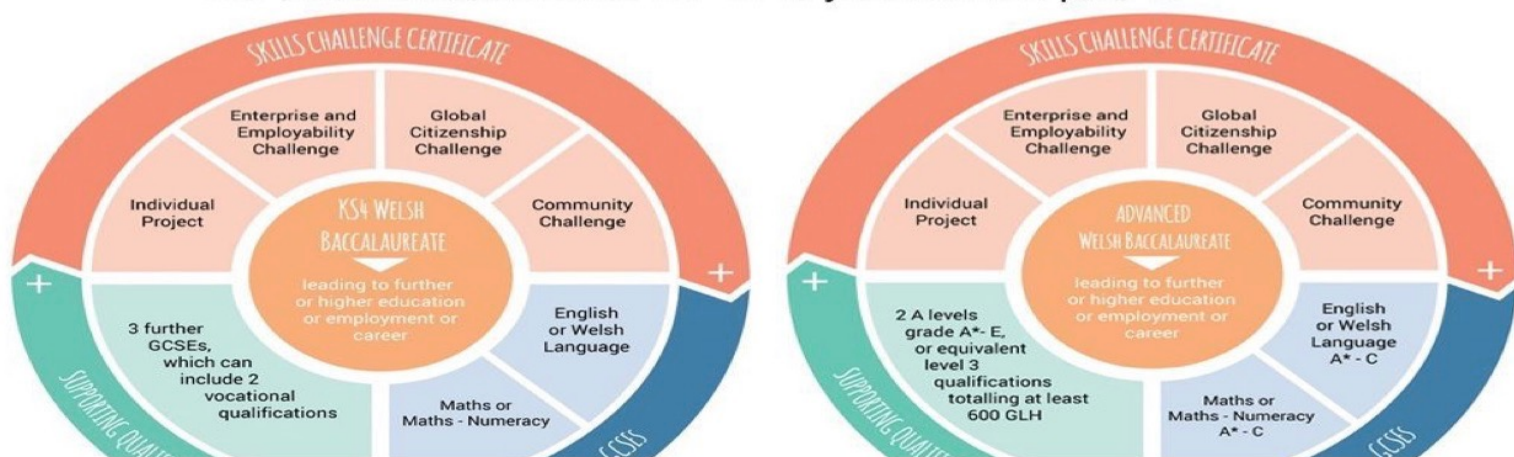 SKILLS CHALLENGE CERTIFICATE
Enterprise and
Employability
Challenge
Global
Citizenship
Challenge
Individual
Project
Community
Challenge
KS4 WELSH
BACCALAUREATE
leading to further
or higher education
or employment or
career
+
+
3 further
GCSEs,
which can
include 2
vocational
qualifications
English
or Welsh
Language
Maths or
Maths - Numeracy
SUPPORTING
GCSES
SKILLS CHALLENGE CERTIFICATE
Enterprise and
Employability
Challenge
Global
Citizenship
Challenge
Individual
Project
Community
Challenge
ADVANCED
WELSH BACCALAUREATE
leading to further
or higher education
or employment or
career
+
+
2 A levels
grade A*- E,
or equivalent
level 3
qualifications
totalling at least
600 GLH
English
or Welsh
Language
A* - C
Maths or
Maths - Numeracy
A* - C
SUPPORTING
GCSES